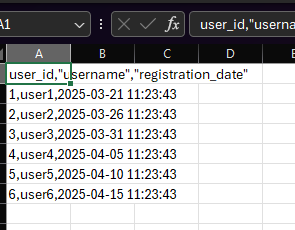 A1
fx
user_id,"userna
A B C D E
user_id,"username","registration_date"
1,user1,2025-03-21 11:23:43
2,user2,2025-03-26 11:23:43
3,user3,2025-03-31 11:23:43
4,user4,2025-04-05 11:23:43
5,user5,2025-04-10 11:23:43
6,user6,2025-04-15 11:23:43